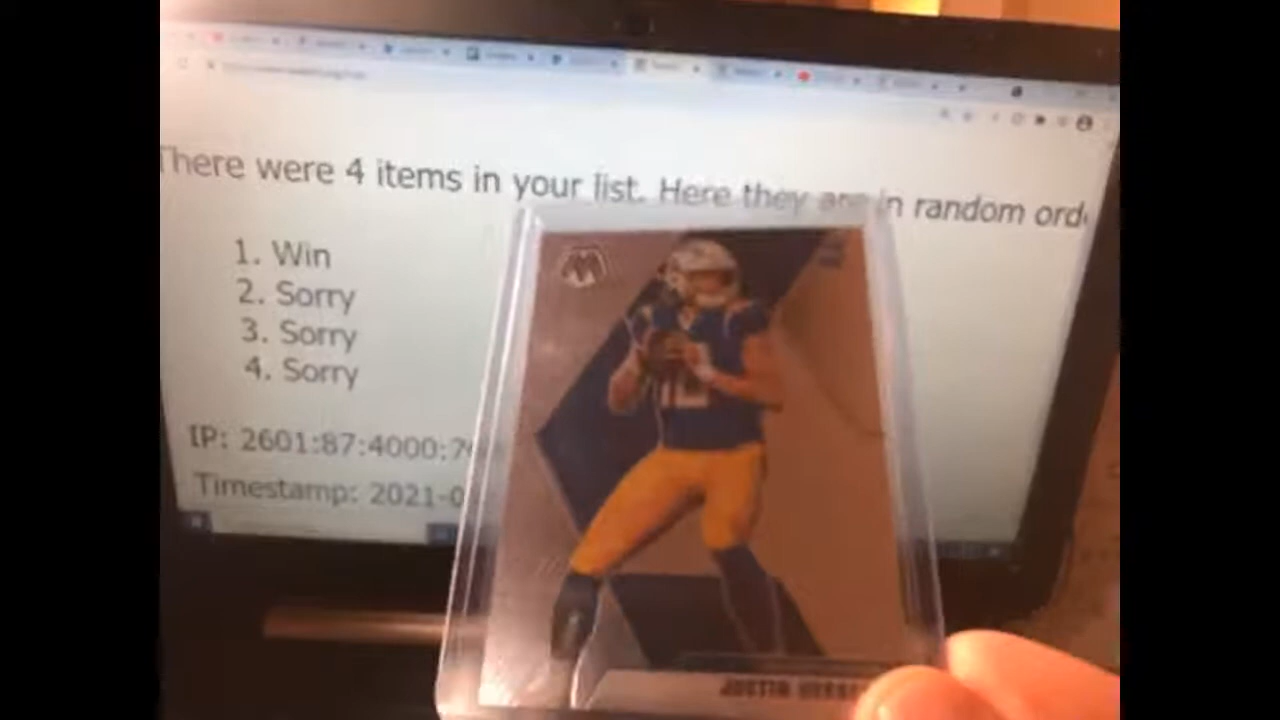 There were 4 items in your list. Here they are in random ord
1. Win
2. Sorry
3. Sorry
4. Sorry
IP: 2601:87:4000:7
Timestamp: 2021-0
JUSTIN